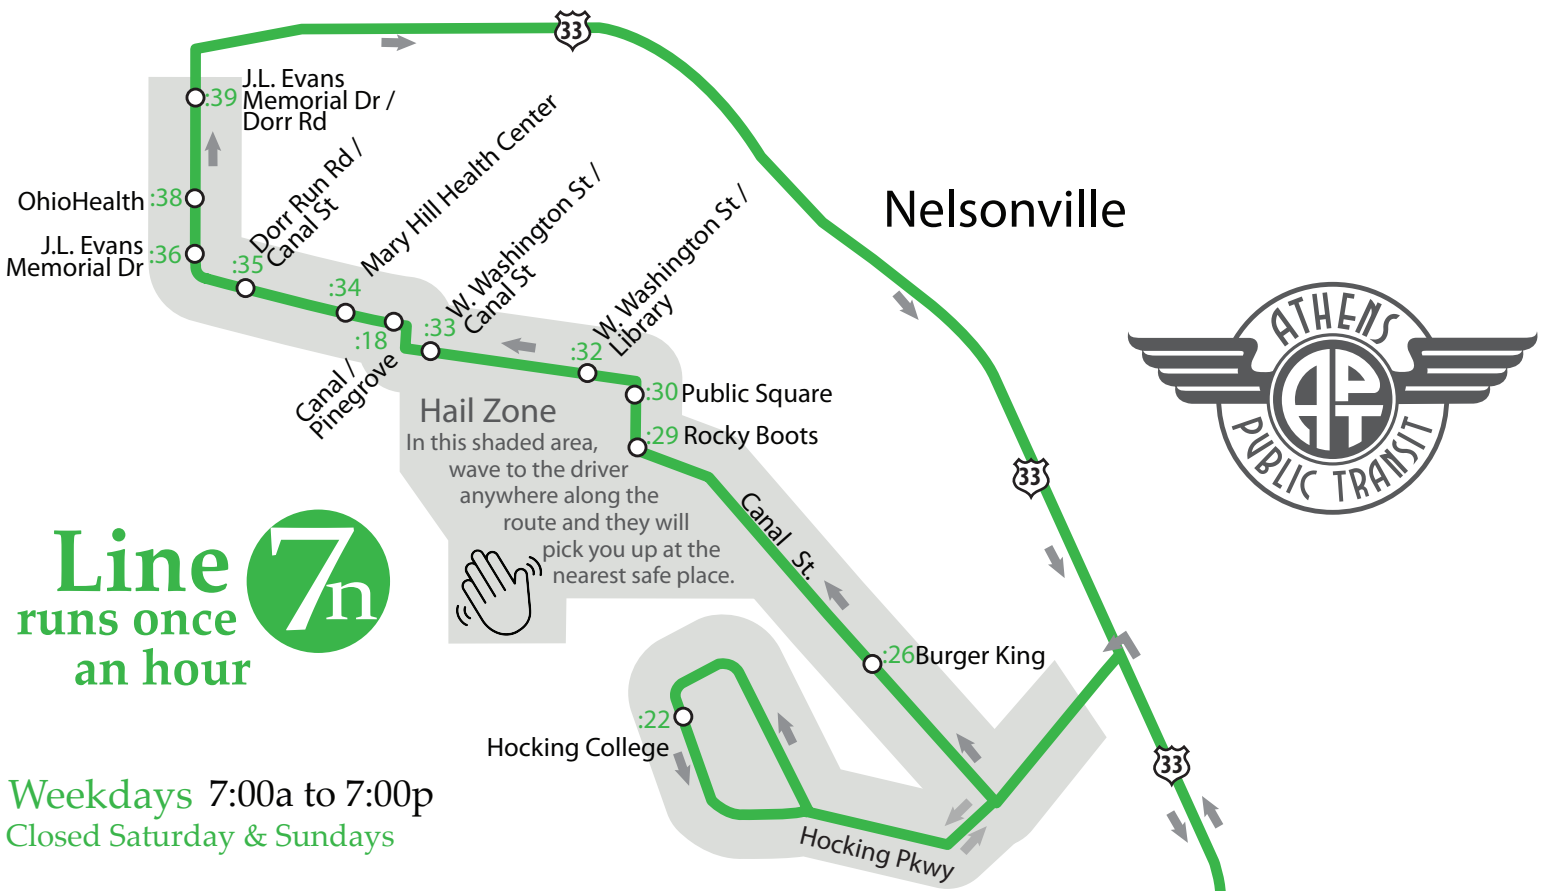 33
:39
J.L. Evans
Memorial Dr /
Dorr Rd
OhioHealth
:38
J.L. Evans
Memorial Dr
:36
Dorr Run Rd /
Canal St
:35
Mary Hill Health Center
:34
Canal /
Pinegrove
:18
W. Washington St /
Canal St
:33
W. Washington St /
Library
:32
:30
Public Square
:29
Rocky Boots
Nelsonville
ATHENS
APT
PUBLIC TRANSIT
33
Hail Zone
In this shaded area,
wave to the driver
anywhere along the
route and they will
pick you up at the
nearest safe place.
Canal St.
Line 7n
runs once
an hour
:26
Burger King
:22
Hocking College
33
Hocking Pkwy
Weekdays 7:00a to 7:00p
Closed Saturday & Sundays